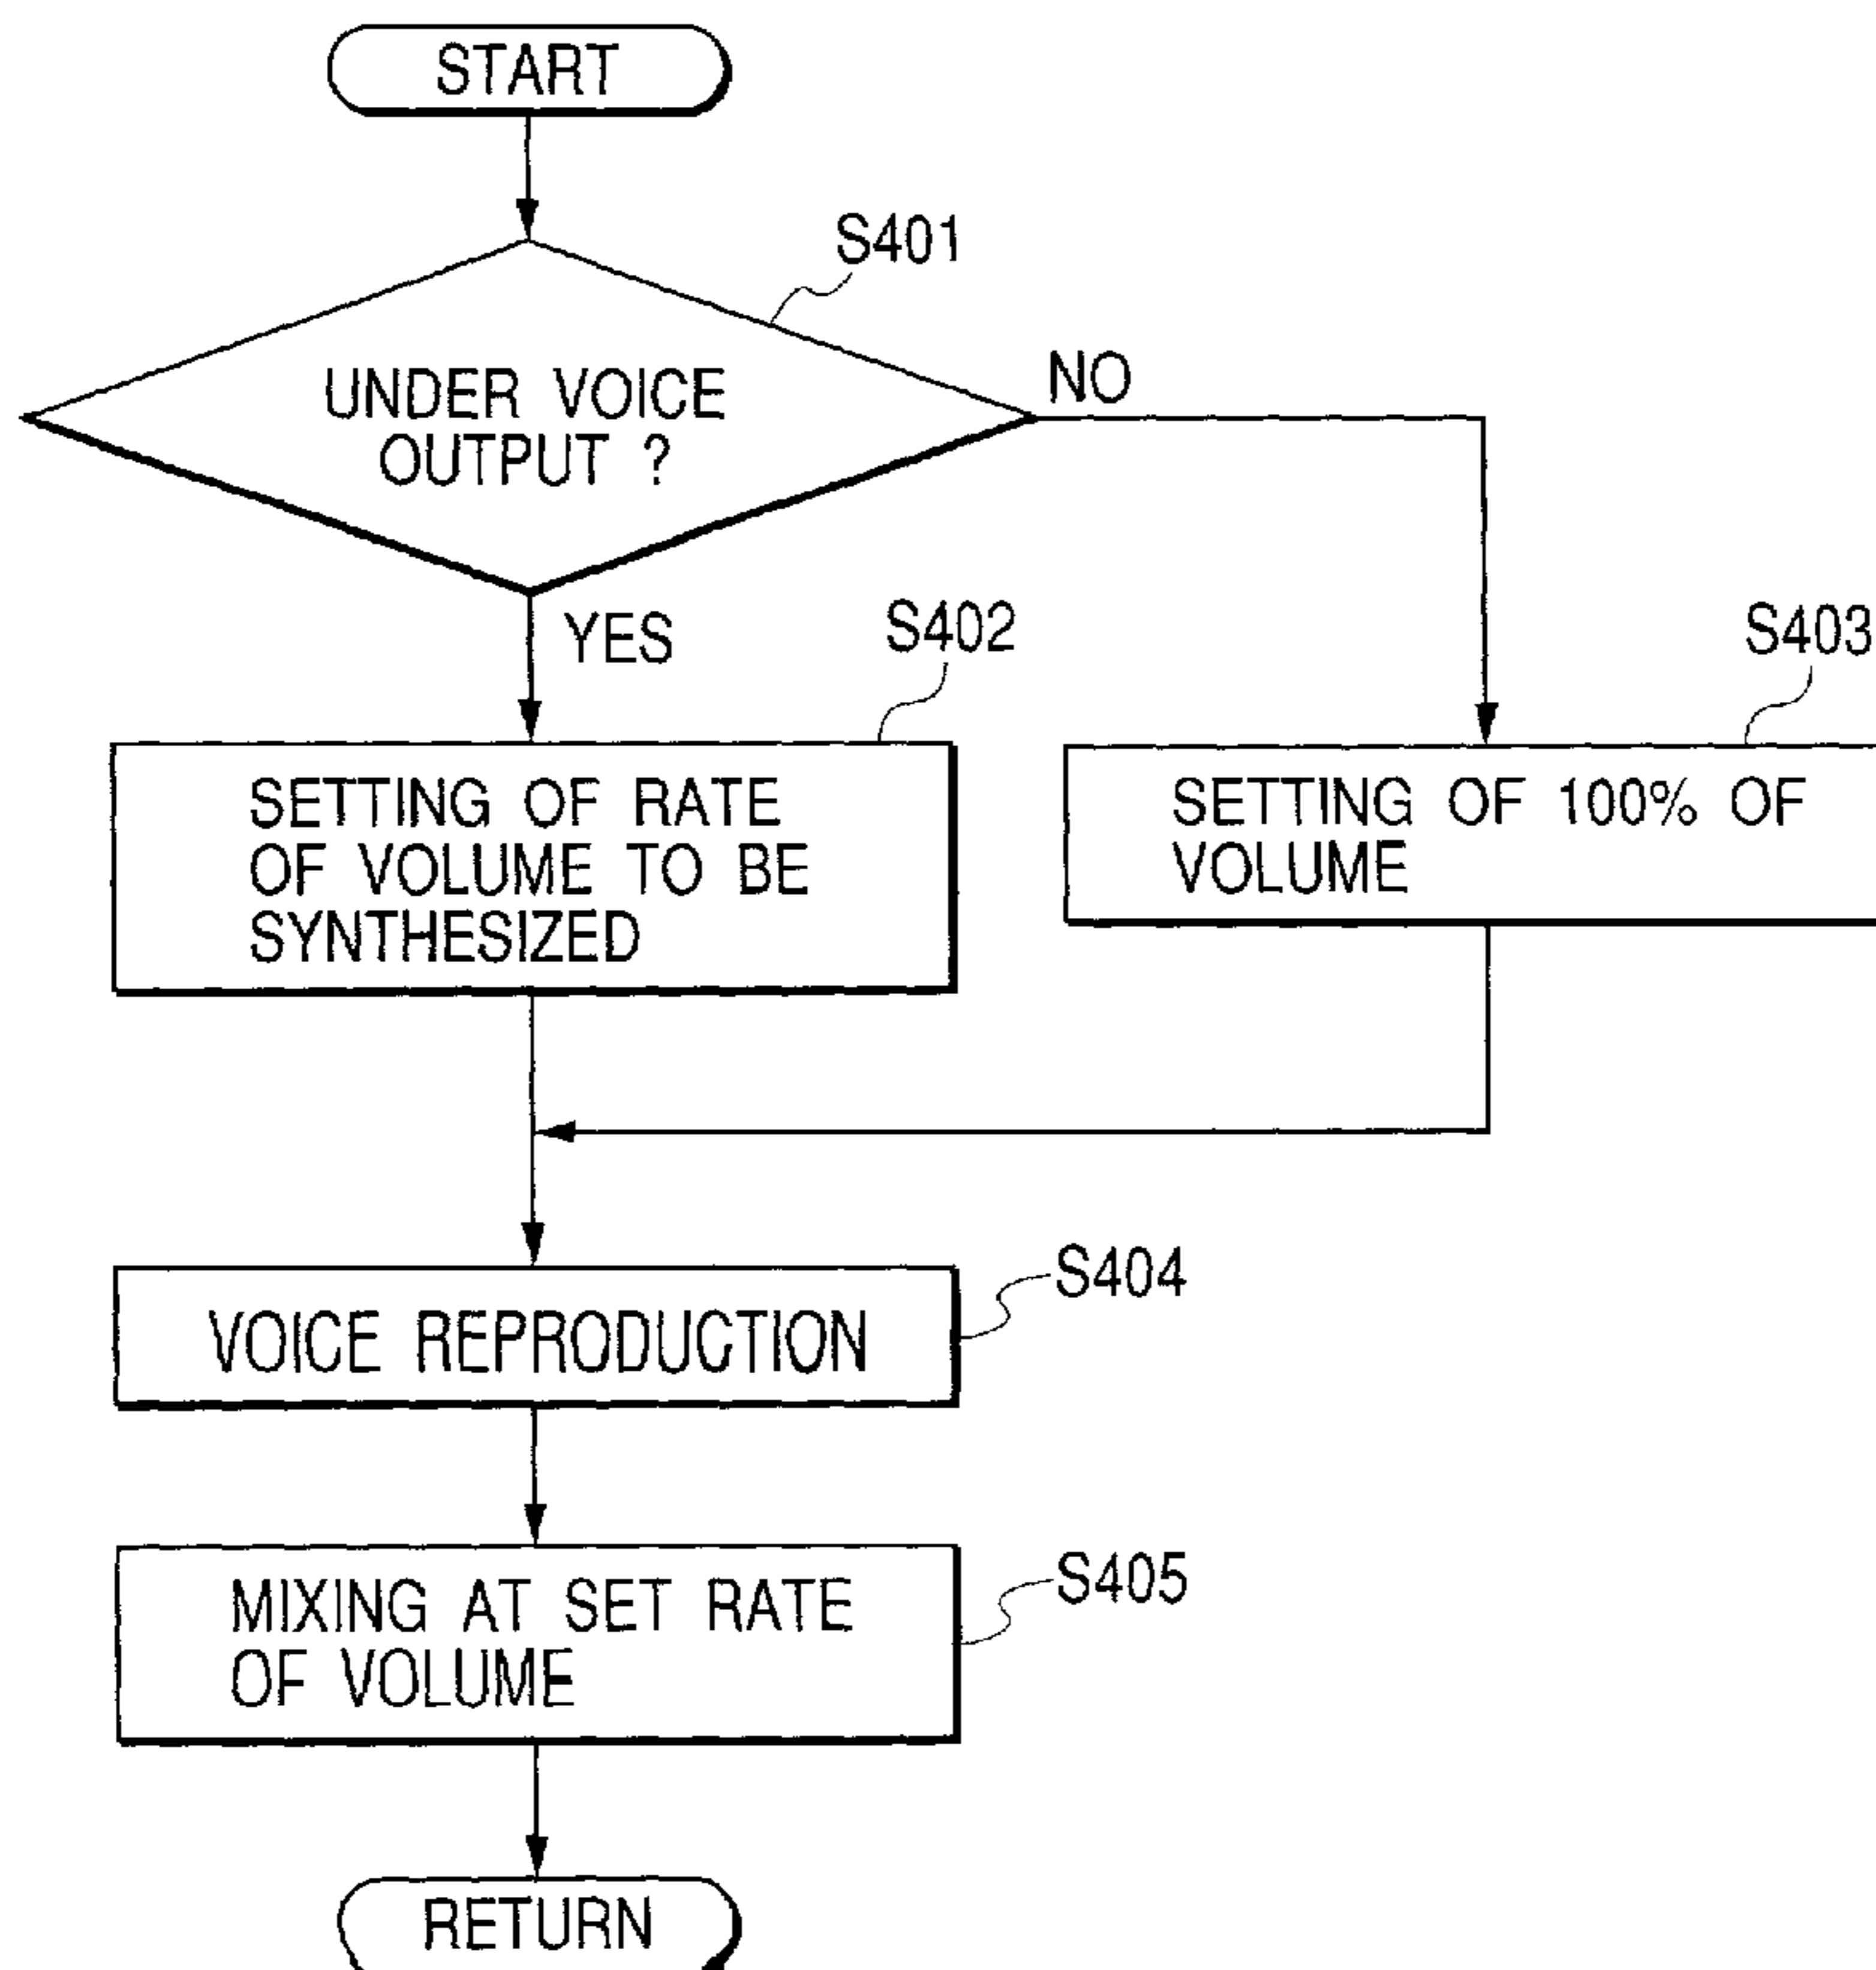 START
S401
UNDER VOICE
OUTPUT ?
NO
YES
S402
S403
SETTING OF RATE
OF VOLUME TO BE
SYNTHESIZED
SETTING OF 100% OF
VOLUME
VOICE REPRODUCTION
S404
MIXING AT SET RATE
OF VOLUME
S405
RETURN